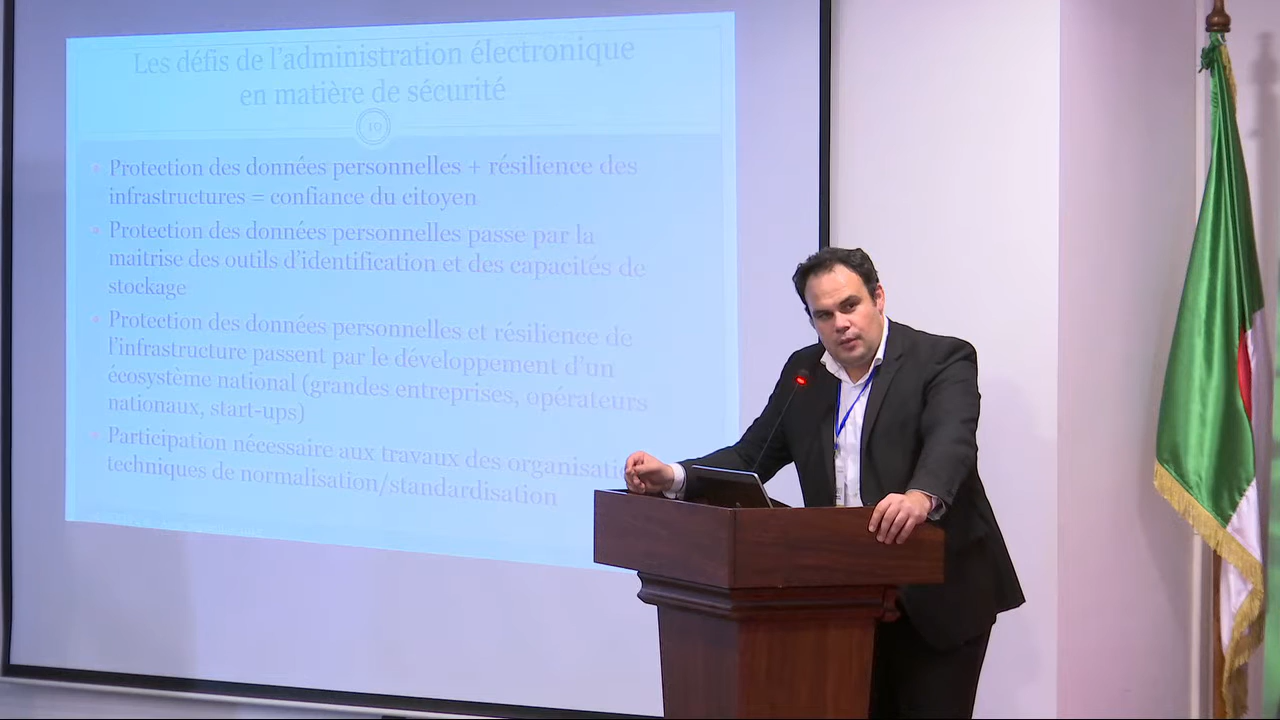 Les défis de l'administration électronique
en matière de sécurité
19
Protection des données personnelles + résilience des
infrastructures = confiance du citoyen
Protection des données personnelles passe par la
maitrise des outils d'identification et des capacités de
stockage
Protection des données personnelles et résilience de
l'infrastructure passent par le développement d'un
écosystème national (grandes entreprises, opérateurs
nationaux, start-ups)
Participation nécessaire aux travaux des
techniques de normalisation/standardisation